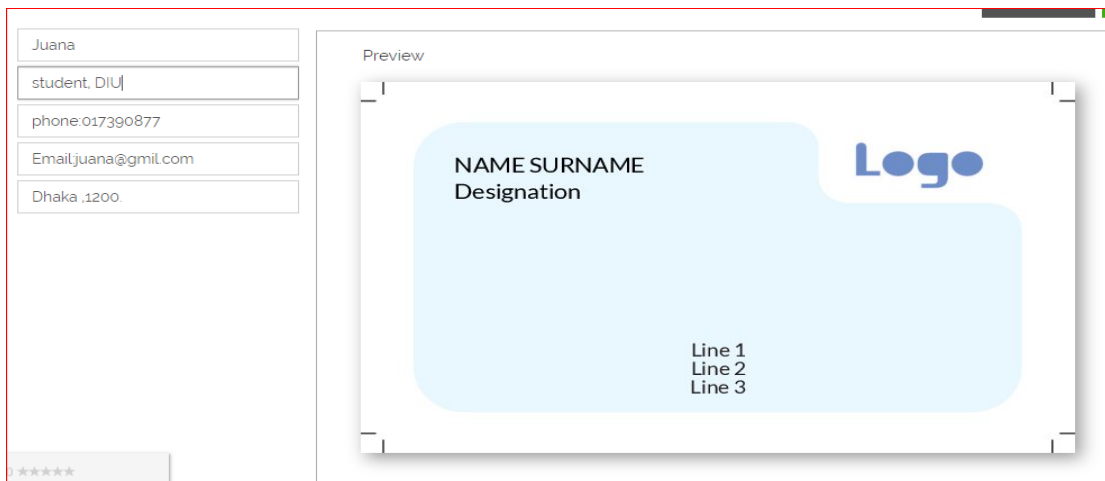 Juana
student, DIU
phone:017390877
Email:juana@gmil.com
Dhaka ,1200.
Preview
NAME SURNAME
Designation
Logo
Line 1
Line 2
Line 3